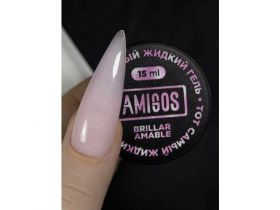 ЫЙ ЖИДКИЙ ГЕЛЬ • ТОТ САМЫЙ ЖИДКИ
15 ml
AMIGOS
BRILLAR
AMABLE